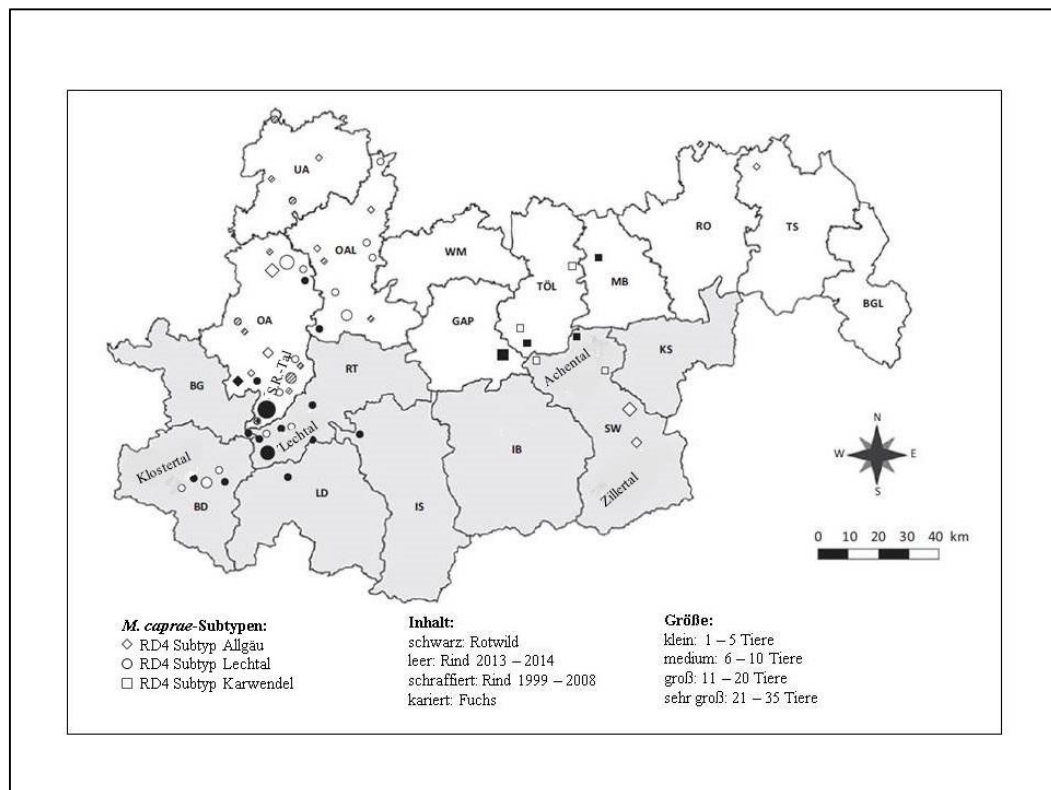 UA
OAL
WM
RO
TS
TÖL
MB
BGL
OA
GAP
KS
BG
RT
S.R.-Tal
Achental
Lechtal
SW
Klostertal
IB
Zillertal
LD
IS
BD
N
W E
S
0 10 20 30 40 km
M. caprae-Subtypen:
RD4 Subtyp Allgäu
RD4 Subtyp Lechtal
RD4 Subtyp Karwendel
Inhalt:
schwarz: Rotwild
leer: Rind 2013 – 2014
schraffiert: Rind 1999 – 2008
kariert: Fuchs
Größe:
klein: 1 – 5 Tiere
medium: 6 – 10 Tiere
groß: 11 – 20 Tiere
sehr groß: 21 – 35 Tiere